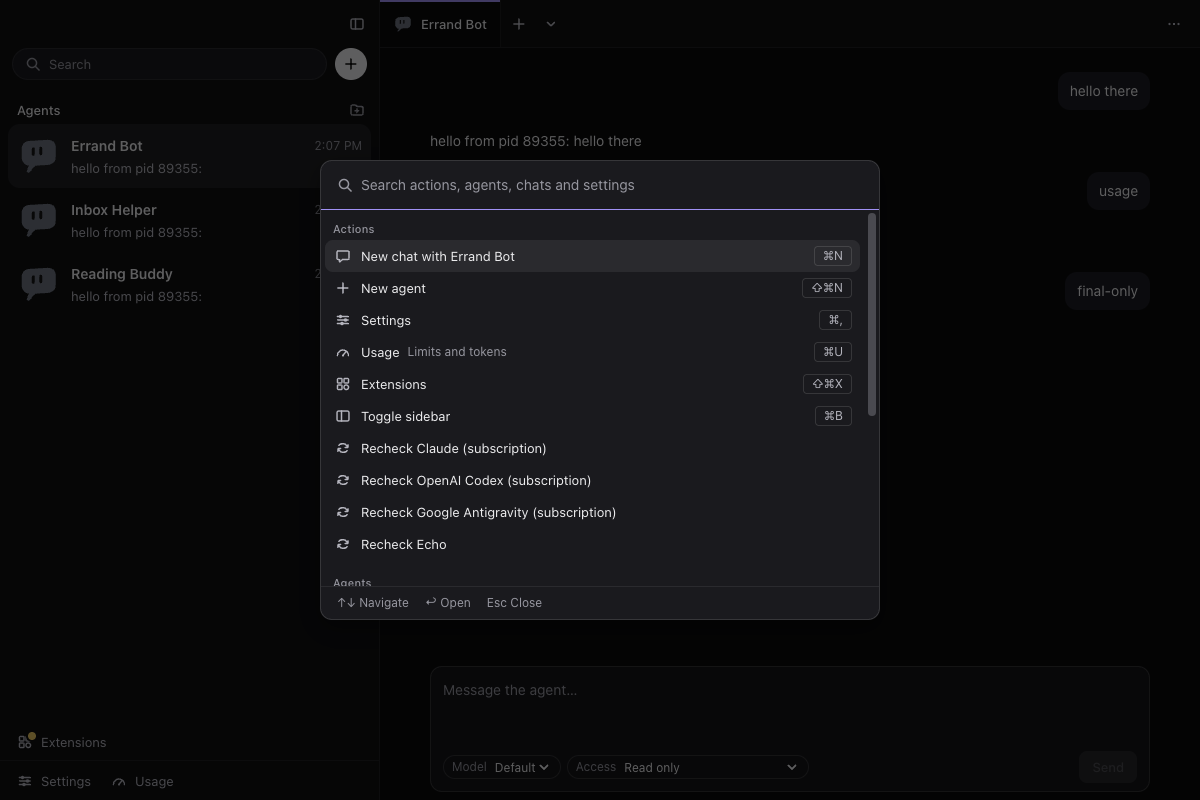 Errand Bot
Search
Agents
Errand Bot
2:07 PM
hello from pid 89355:
Inbox Helper
hello from pid 89355:
Reading Buddy
hello from pid 89355:
Extensions
Settings
Usage
hello there
hello from pid 89355: hello there
usage
final-only
Search actions, agents, chats and settings
Actions
New chat with Errand Bot ⌘N
New agent ⇧⌘N
Settings ⌘,
Usage Limits and tokens ⌘U
Extensions ⇧⌘X
Toggle sidebar ⌘B
Recheck Claude (subscription)
Recheck OpenAI Codex (subscription)
Recheck Google Antigravity (subscription)
Recheck Echo
Agents
↑↓ Navigate ↩ Open Esc Close
Message the agent...
Model Default Access Read only Send